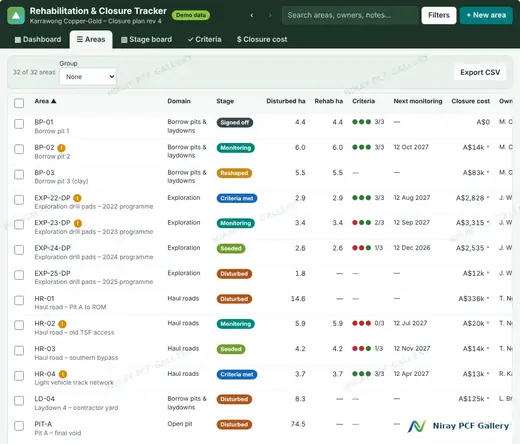 Rehabilitation & Closure Tracker Demo data
Karrawong Copper-Gold – Closure plan rev 4
Search areas, owners, notes...
Filters
+ New area
Dashboard
Areas
Stage board
Criteria
$ Closure cost
32 of 32 areas
Group
None
Export CSV
Area ▲ Domain Stage Disturbed ha Rehab ha Criteria Next monitoring Closure cost
BP-01 Borrow pits & laydowns Signed off 4.4 4.4 3/3 — A$0 M. C
Borrow pit 1
BP-02 ! Borrow pits & laydowns Monitoring 6.0 6.0 3/3 12 Oct 2027 A$14k * M. C
Borrow pit 2
BP-03 Borrow pits & laydowns Reshaped 5.5 5.5 — — A$83k * M. C
Borrow pit 3 (clay)
EXP-22-DP ! Exploration Criteria met 2.9 2.9 3/3 12 Aug 2027 A$2,828 * J. W
Exploration drill pads – 2022 programme
EXP-23-DP ! Exploration Monitoring 3.4 3.4 2/3 12 Sep 2027 A$3,315 * J. W
Exploration drill pads – 2023 programme
EXP-24-DP Exploration Seeded 2.6 2.6 1/3 12 Dec 2026 A$2,535 * J. W
Exploration drill pads – 2024 programme
EXP-25-DP Exploration Disturbed 1.8 — — — A$12k * J. W
Exploration drill pads – 2025 programme
HR-01 Haul roads Disturbed 14.6 — — — A$336k * T. N
Haul road – Pit A to ROM
HR-02 ! Haul roads Monitoring 5.9 5.9 0/3 12 Jul 2027 A$20k * T. N
Haul road – old TSF access
HR-03 Haul roads Seeded 4.2 4.2 1/3 12 Nov 2027 A$14k * T. N
Haul road – southern bypass
HR-04 ! Haul roads Criteria met 3.7 3.7 3/3 12 Apr 2027 A$13k * R. K
Light vehicle track network
LD-04 Borrow pits & laydowns Disturbed 8.3 — — — A$125k * L. B
Laydown 4 – contractor yard
PIT-A Open pit Disturbed 74.5 — —
Pit A – final void
Niray PCF Gallery